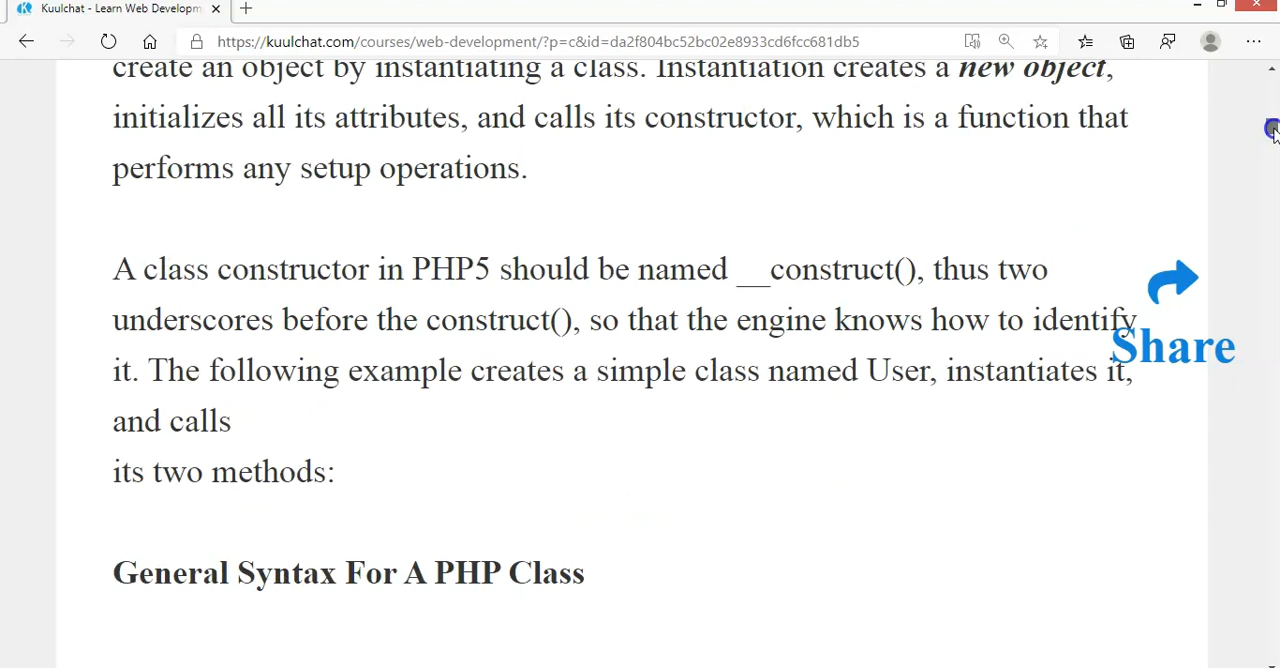 Kuulchat - Learn Web Developm
https://kuulchat.com/courses/web-development/?p=c&id=da2f804bc52bc02e8933cd6fcc681db5
create an object by instantiating a class. Instantiation creates a new object,
initializes all its attributes, and calls its constructor, which is a function that
performs any setup operations.
A class constructor in PHP5 should be named __construct(), thus two
underscores before the construct(), so that the engine knows how to identify
it. The following example creates a simple class named User, instantiates it,
and calls
its two methods:
Share
General Syntax For A PHP Class